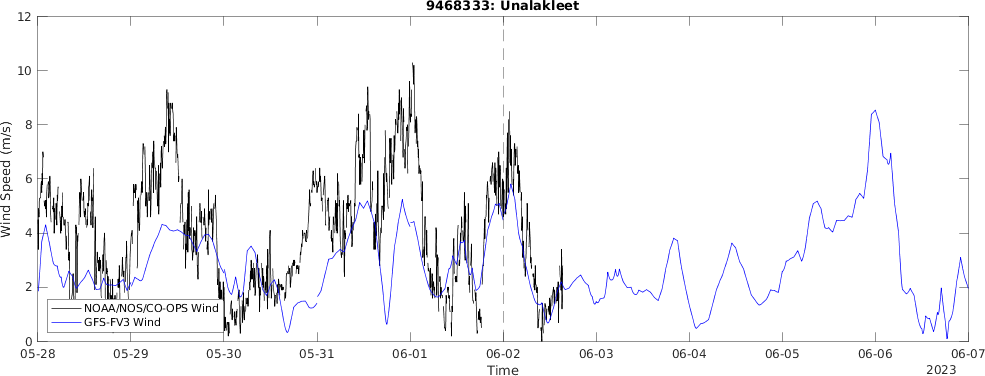 9468333: Unalakleet
12
10
8
6
4
2
0
Wind Speed (m/s)
NOAA/NOS/CO-OPS Wind
GFS-FV3 Wind
05-28 05-29 05-30 05-31 06-01 06-02 06-03 06-04 06-05 06-06 06-07
Time
2023